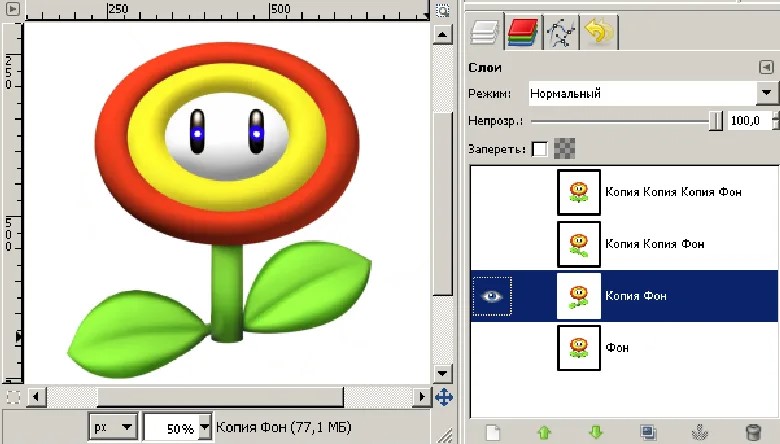 250
500
250
500
Слои
Режим: Нормальный
Непрозр.: 100,0
Запереть:
Копия Копия Копия Фон
Копия Копия Фон
Копия Фон
Фон
px 50% Копия Фон (77,1 МБ)